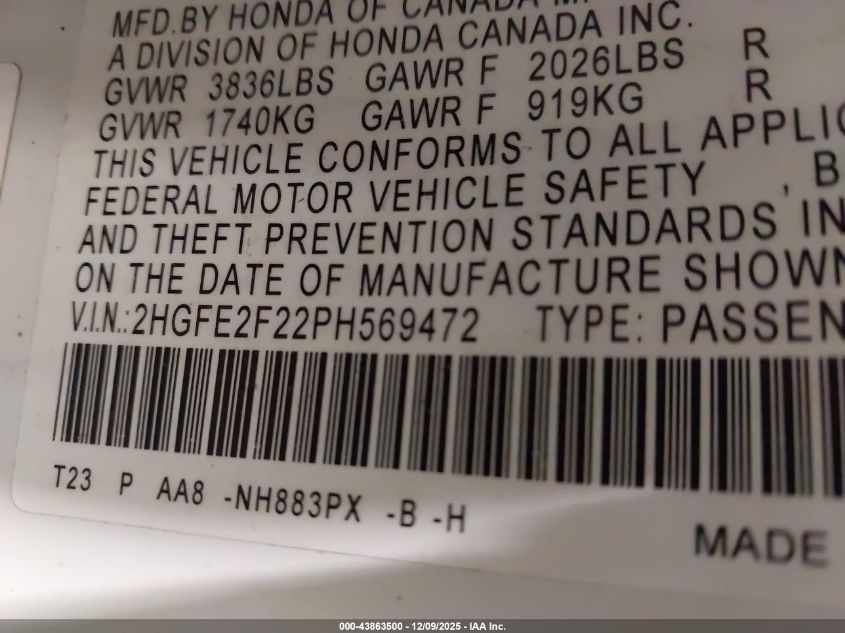 MFD.BY HONDA OF CANADA
A DIVISION OF HONDA CANADA INC.
GVWR 3836LBS GAWR F 2026LBS R
GVWR 1740KG GAWR F 919KG R
THIS VEHICLE CONFORMS TO ALL APPLIC
FEDERAL MOTOR VEHICLE SAFETY , B
AND THEFT PREVENTION STANDARDS IN
ON THE DATE OF MANUFACTURE SHOWN
V.I.N.:2HGFE2F22PH569472 TYPE: PASSEN
T23 P AA8 -NH883PX -B -H
MADE
000-43863500 - 12/09/2025 - IAA Inc.